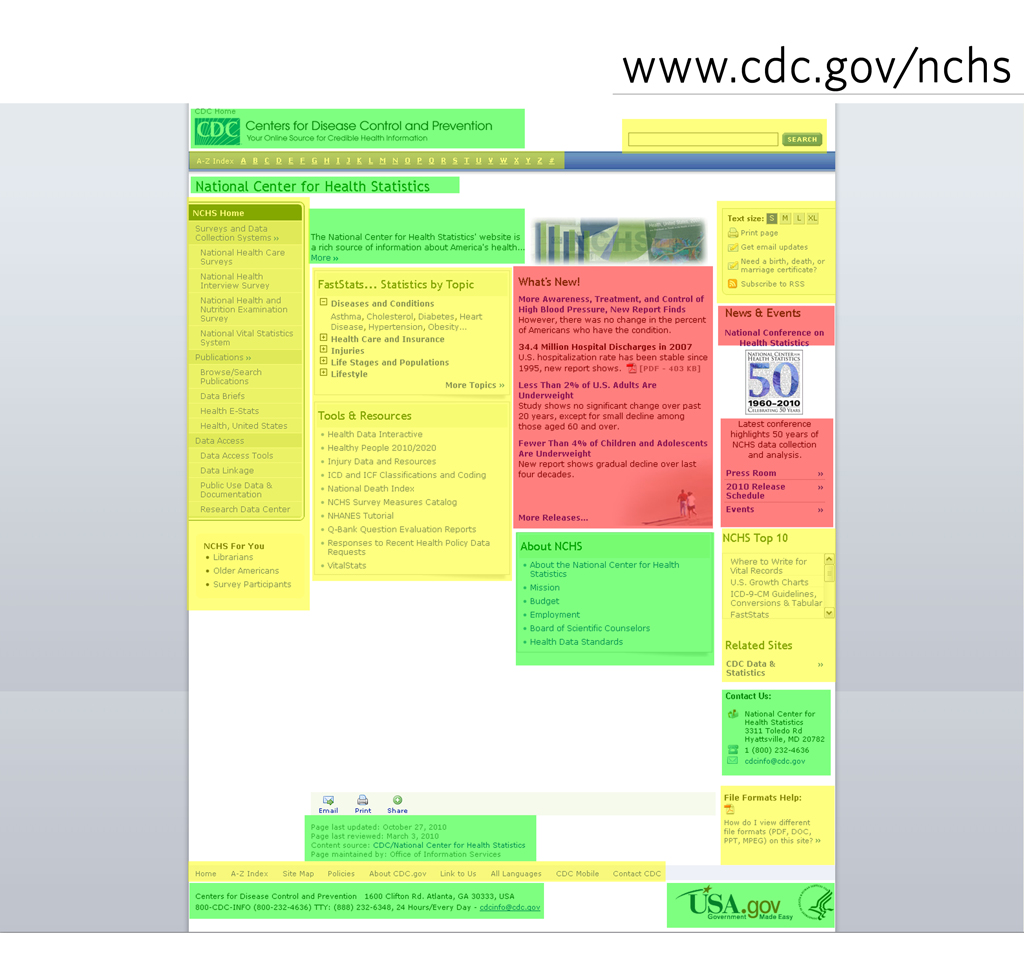 www.cdc.gov/nchs
CDC Home
CDC Centers for Disease Control and Prevention
Your Online Source for Credible Health Information
SEARCH
A-Z Index A B C D E F G H I J K L M N O P Q R S T U V W X Y Z #
National Center for Health Statistics
NCHS Home
Surveys and Data
Collection Systems ››
National Health Care
Surveys
National Health
Interview Survey
National Health and
Nutrition Examination
Survey
National Vital Statistics
System
Publications ››
Browse/Search
Publications
Data Briefs
Health E-Stats
Health, United States
Data Access
Data Access Tools
Data Linkage
Public Use Data &
Documentation
Research Data Center
NCHS For You
• Librarians
• Older Americans
• Survey Participants
The National Center for Health Statistics' website is
a rich source of information about America's health...
More ››
NCHS
FastStats... Statistics by Topic
Diseases and Conditions
Asthma, Cholesterol, Diabetes, Heart
Disease, Hypertension, Obesity...
Health Care and Insurance
Injuries
Life Stages and Populations
Lifestyle
More Topics ››
Tools & Resources
• Health Data Interactive
• Healthy People 2010/2020
• Injury Data and Resources
• ICD and ICF Classifications and Coding
• National Death Index
• NCHS Survey Measures Catalog
• NHANES Tutorial
• Q-Bank Question Evaluation Reports
• Responses to Recent Health Policy Data
Requests
• VitalStats
What's New!
More Awareness, Treatment, and Control of
High Blood Pressure, New Report Finds
However, there was no change in the percent
of Americans who have the condition.
34.4 Million Hospital Discharges in 2007
U.S. hospitalization rate has been stable since
1995, new report shows. [PDF - 403 KB]
Less Than 2% of U.S. Adults Are
Underweight
Study shows no significant change over past
20 years, except for small decline among
those aged 60 and over.
Fewer Than 4% of Children and Adolescents
Are Underweight
New report shows gradual decline over last
four decades.
More Releases...
About NCHS
• About the National Center for Health
Statistics
• Mission
• Budget
• Employment
• Board of Scientific Counselors
• Health Data Standards
Text size: S M L XL
Print page
Get email updates
Need a birth, death, or
marriage certificate?
Subscribe to RSS
News & Events
National Conference on
Health Statistics
NATIONAL CENTER FOR
HEALTH STATISTICS
50
1960–2010
CELEBRATING 50 YEARS
Latest conference
highlights 50 years of
NCHS data collection
and analysis.
Press Room ››
2010 Release ››
Schedule
Events ››
NCHS Top 10
Where to Write for
Vital Records
U.S. Growth Charts
ICD-9-CM Guidelines,
Conversions & Tabular
FastStats
Related Sites
CDC Data & ››
Statistics
Contact Us:
National Center for
Health Statistics
3311 Toledo Rd
Hyattsville, MD 20782
1 (800) 232-4636
cdcinfo@cdc.gov
File Formats Help:
How do I view different
file formats (PDF, DOC,
PPT, MPEG) on this site? ››
Email Print Share
Page last updated: October 27, 2010
Page last reviewed: March 3, 2010
Content source: CDC/National Center for Health Statistics
Page maintained by: Office of Information Services
Home A-Z Index Site Map Policies About CDC.gov Link to Us All Languages CDC Mobile Contact CDC
Centers for Disease Control and Prevention 1600 Clifton Rd. Atlanta, GA 30333, USA
800-CDC-INFO (800-232-4636) TTY: (888) 232-6348, 24 Hours/Every Day - cdcinfo@cdc.gov
USA.gov
Government Made Easy